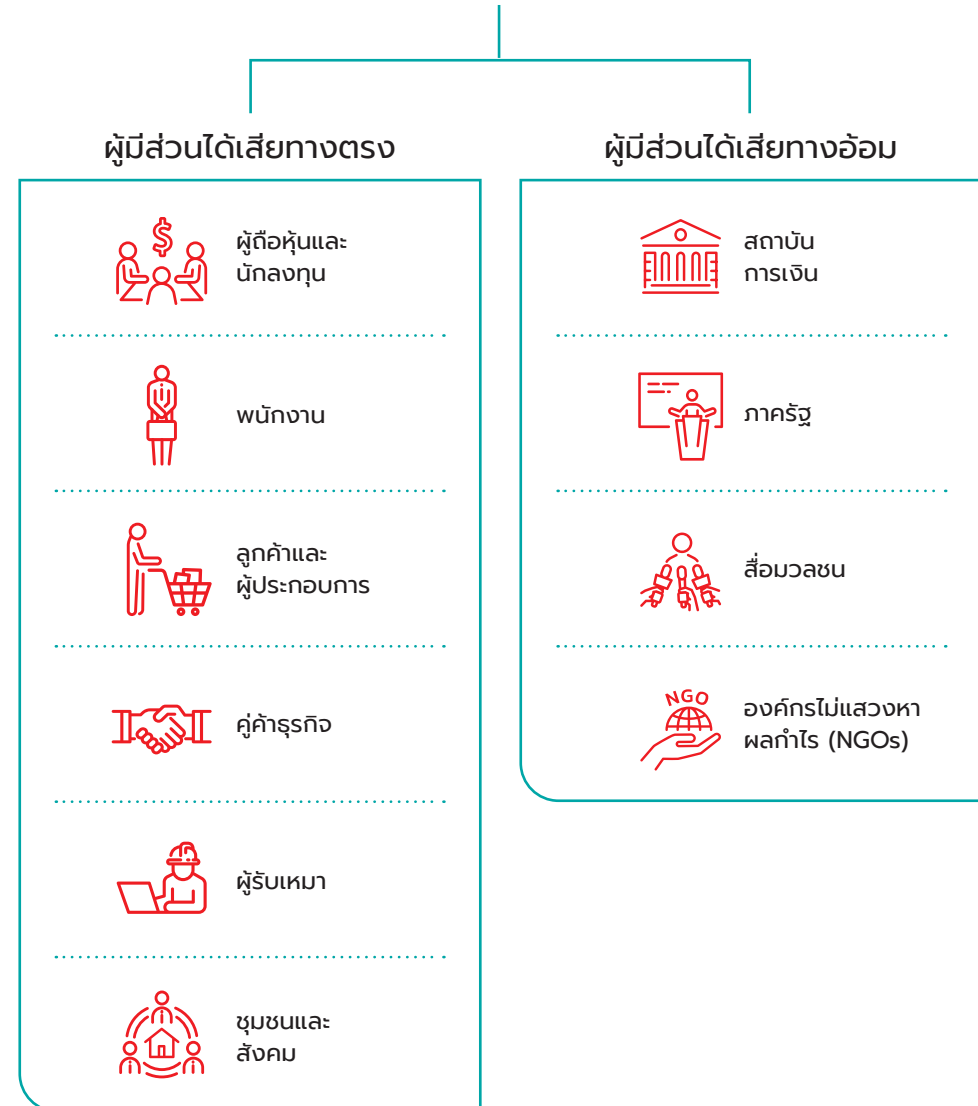 ผู้มีส่วนได้เสียทางตรง
ผู้ถือหุ้นและ
นักลงทุน
พนักงาน
ลูกค้าและ
ผู้ประกอบการ
คู่ค้าธุรกิจ
ผู้รับเหมา
ชุมชนและ
สังคม
ผู้มีส่วนได้เสียทางอ้อม
$
สถาบัน
การเงิน
ภาครัฐ
สื่อมวลชน
NGO
องค์กรไม่แสวงหา
ผลกำไร (NGOs)